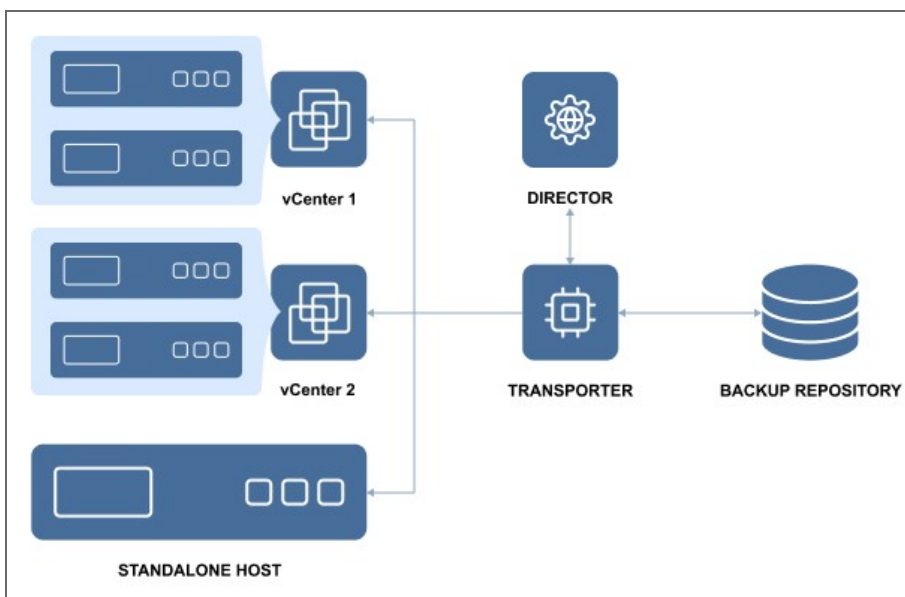 vCenter 1
DIRECTOR
vCenter 2
TRANSPORTER
BACKUP REPOSITORY
STANDALONE HOST